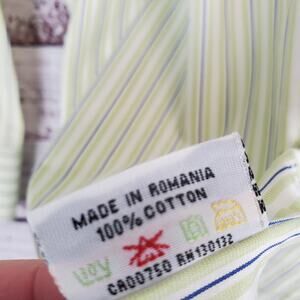 MADE IN ROMANIA
100% COTTON
CA00750 RN130132